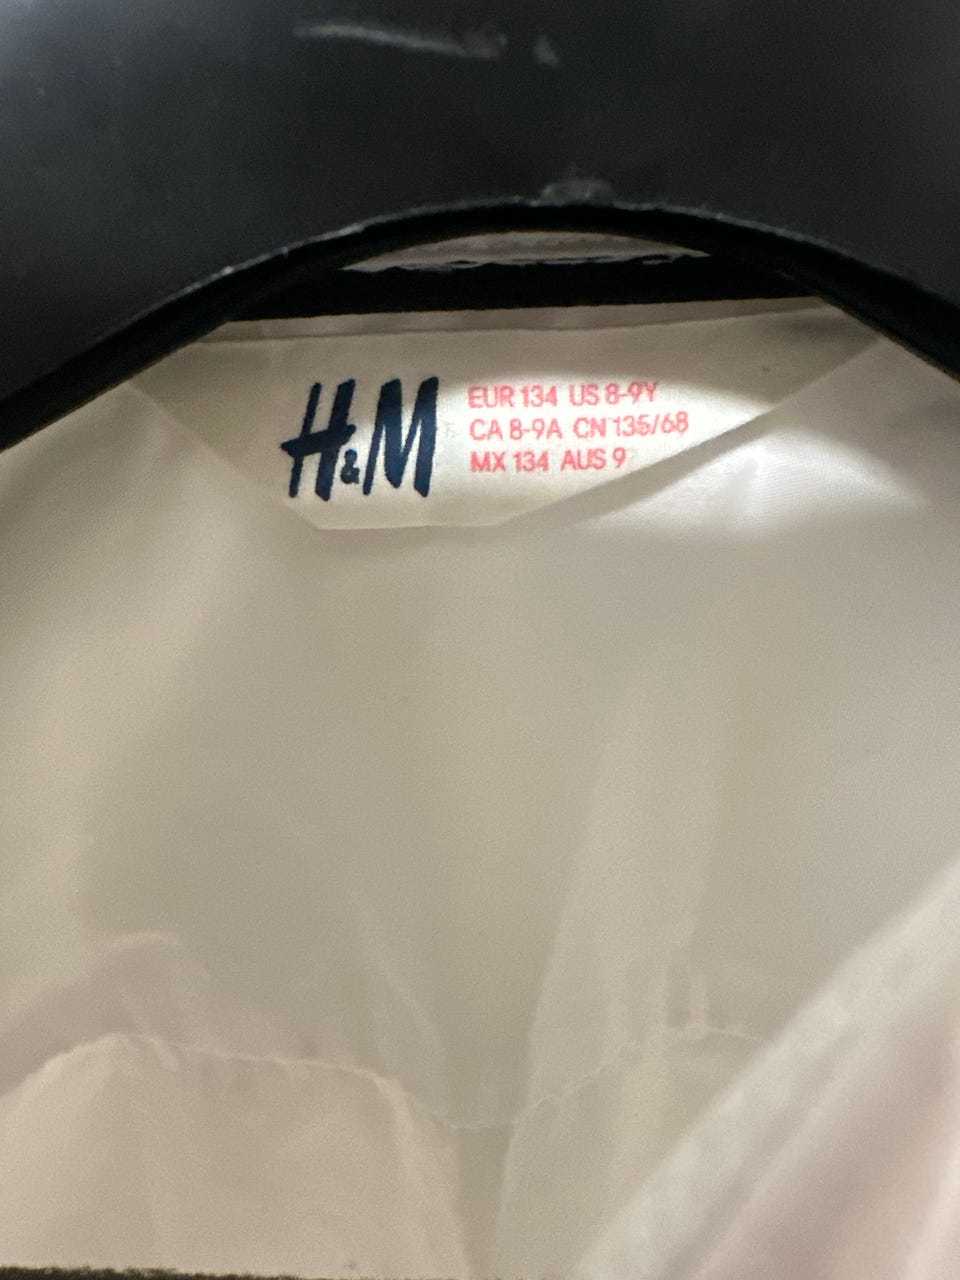 H&M
EUR 134 US 8-9Y
CA 8-9A CN 135/68
MX 134 AUS 9